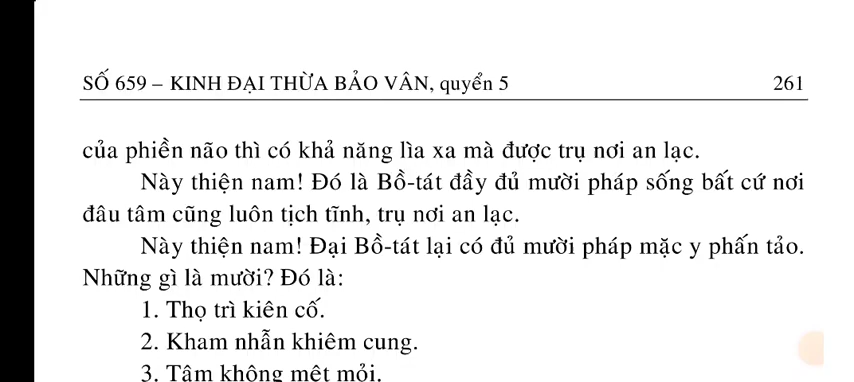 SỐ 659 – KINH ĐẠI THỪA BẢO VÂN, quyển 5 261
của phiền não thì có khả năng lìa xa mà được trụ nơi an lạc.
Này thiện nam! Đó là Bồ-tát đầy đủ mười pháp sống bất cứ nơi
đâu tâm cũng luôn tịch tĩnh, trụ nơi an lạc.
Này thiện nam! Đại Bồ-tát lại có đủ mười pháp mặc y phấn tảo.
Những gì là mười? Đó là:
1. Thọ trì kiên cố.
2. Kham nhẫn khiêm cung.
3. Tâm không mệt mỏi.